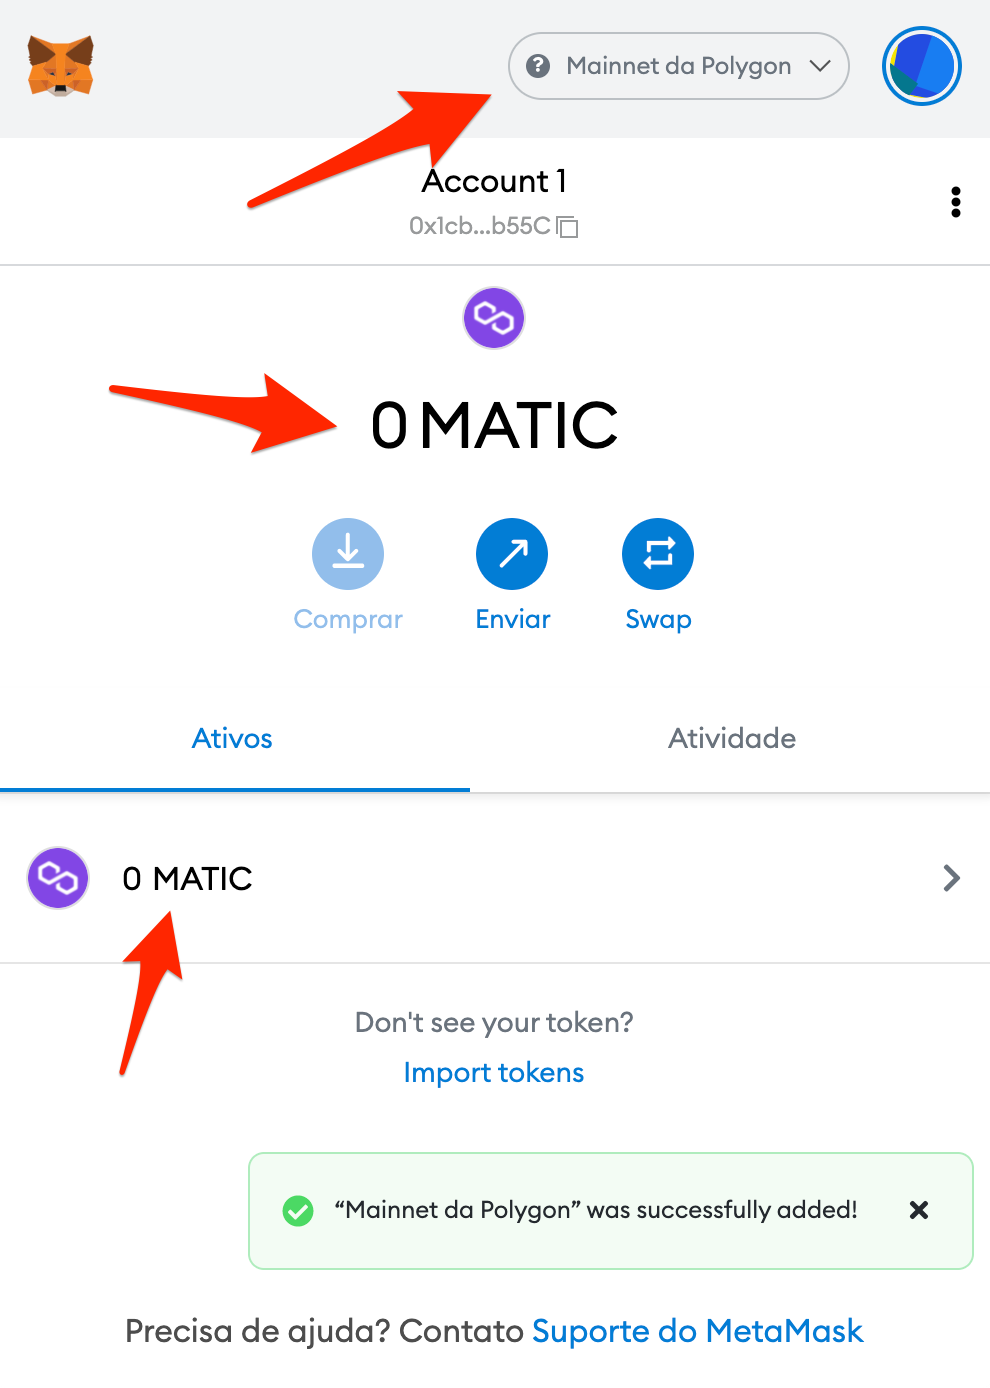 Mainnet da Polygon
Account 1
0x1cb...b55C
0 MATIC
Comprar
Enviar
Swap
Ativos
Atividade
0 MATIC
Don't see your token?
Import tokens
“Mainnet da Polygon” was successfully added!
Precisa de ajuda? Contato Suporte do MetaMask